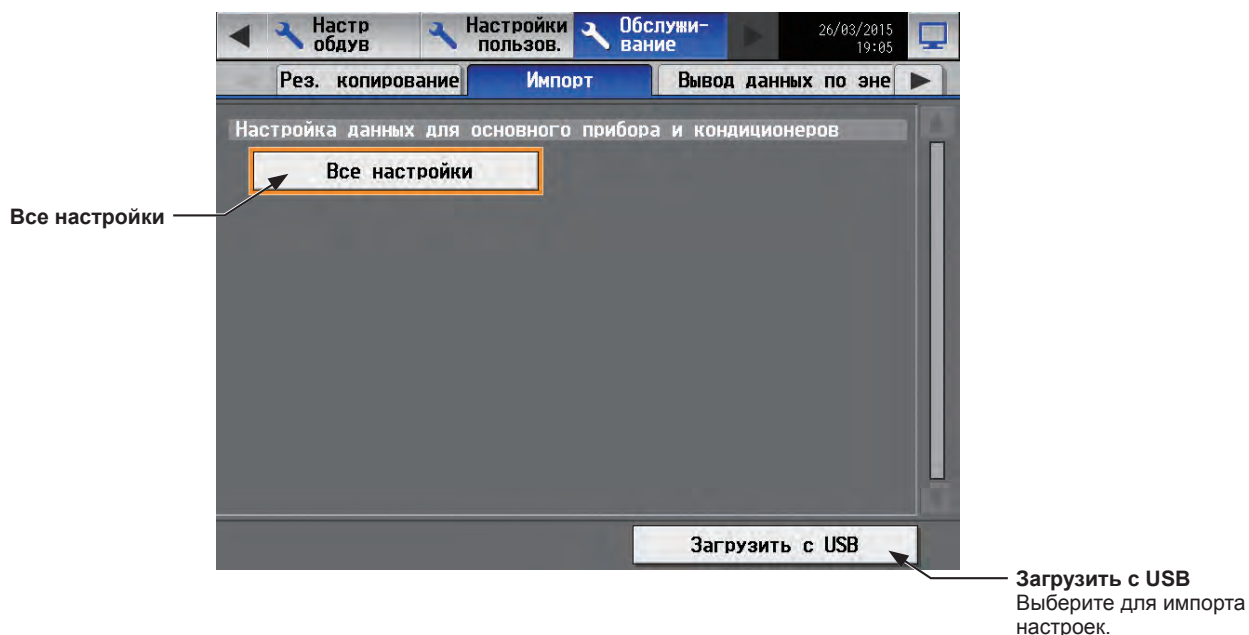 Настр
обдув
Настройки
пользов.
Обслужи-
вание
26/03/2015
19:05
Рез. копирование
Импорт
Вывод данных по эне
Настройка данных для основного прибора и кондиционеров
Все настройки
Все настройки
Загрузить с USB
Загрузить с USB
Выберите для импорта
настроек.